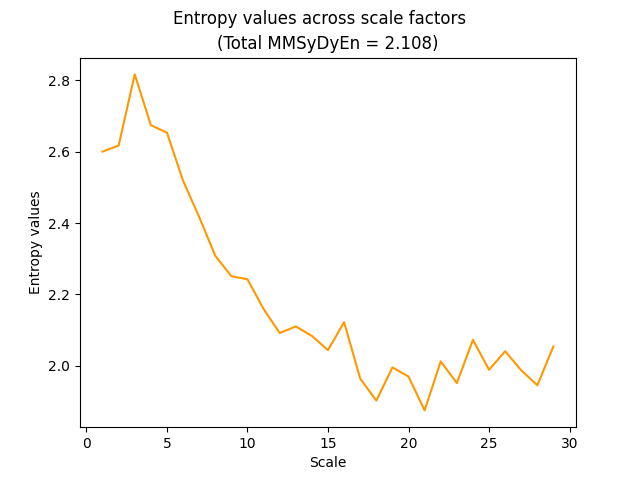 Entropy values across scale factors
(Total MMSyDyEn = 2.108)
Entropy values
2.8
2.6
2.4
2.2
2.0
0 5 10 15 20 25 30
Scale